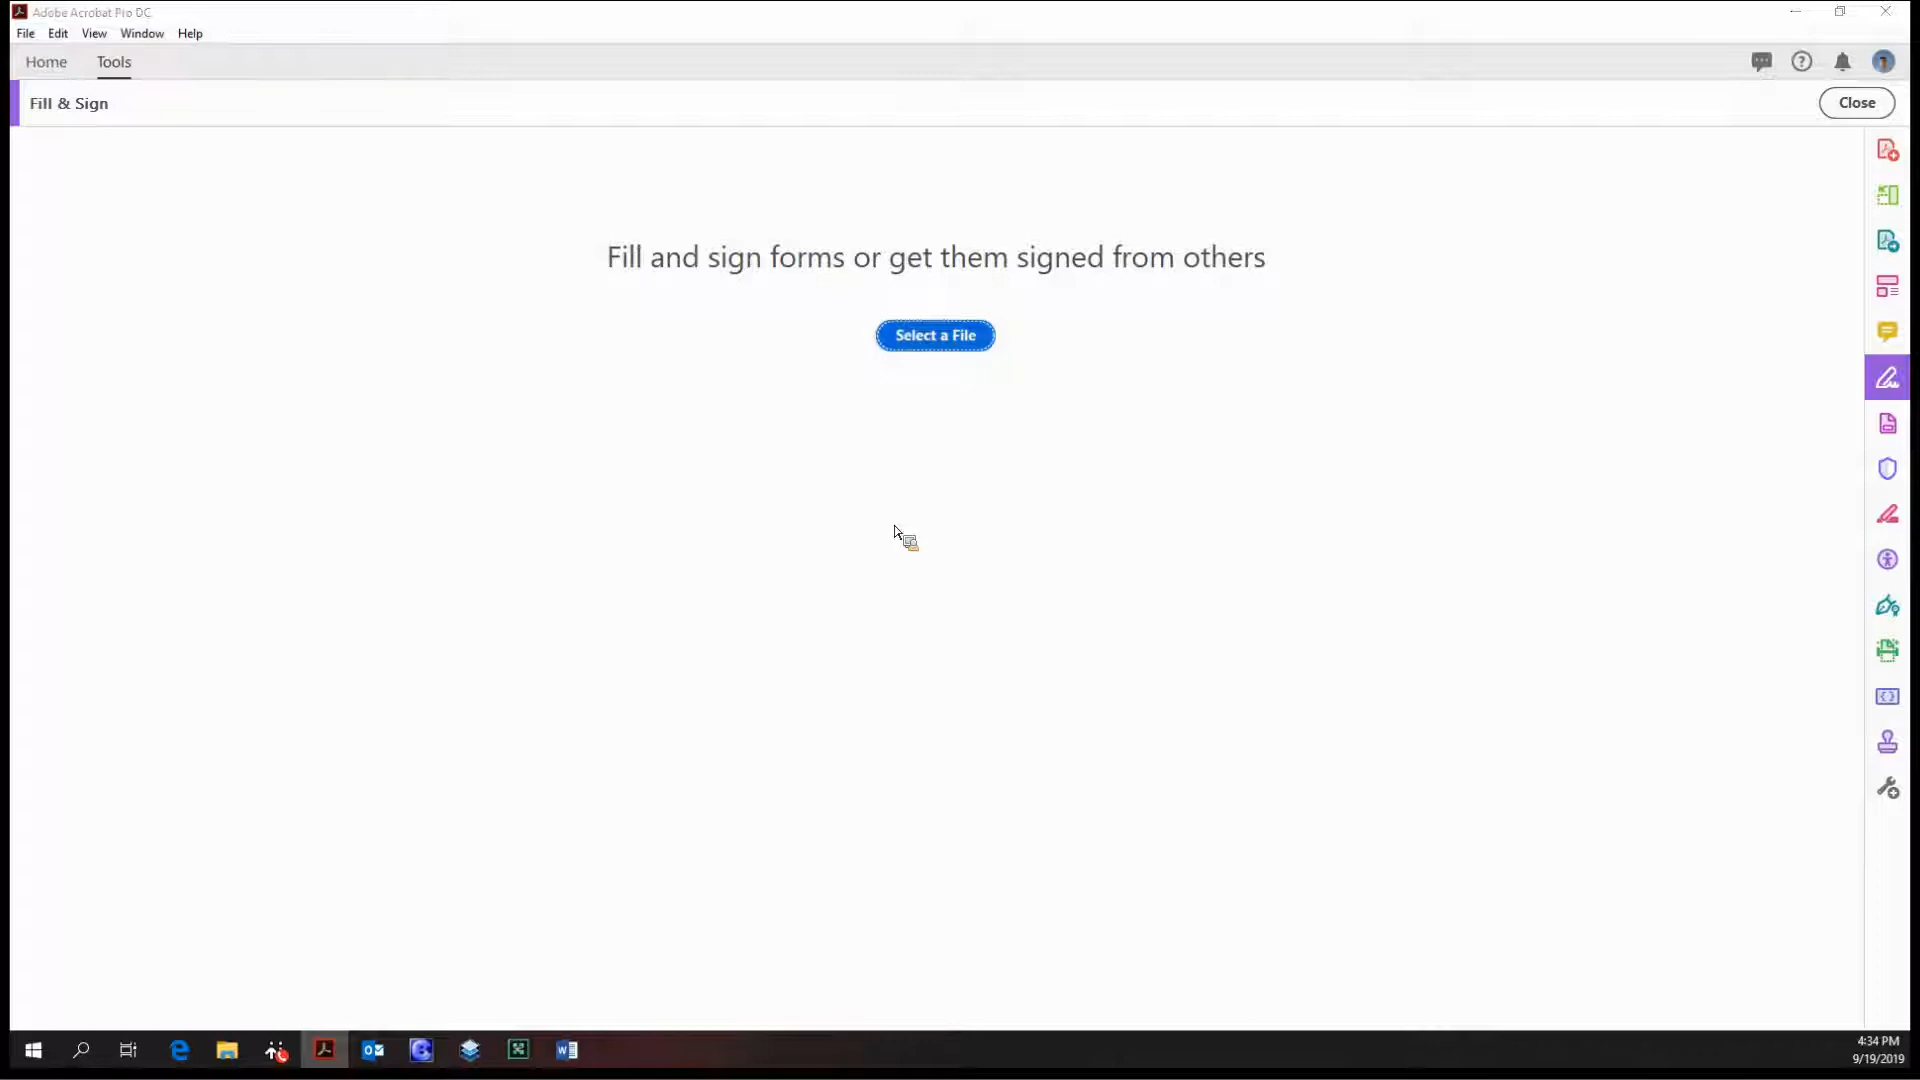 Adobe Acrobat Pro DC
File Edit View Window Help
Home Tools
Fill & Sign
Close
Fill and sign forms or get them signed from others
Select a File
4:34 PM
9/19/2019